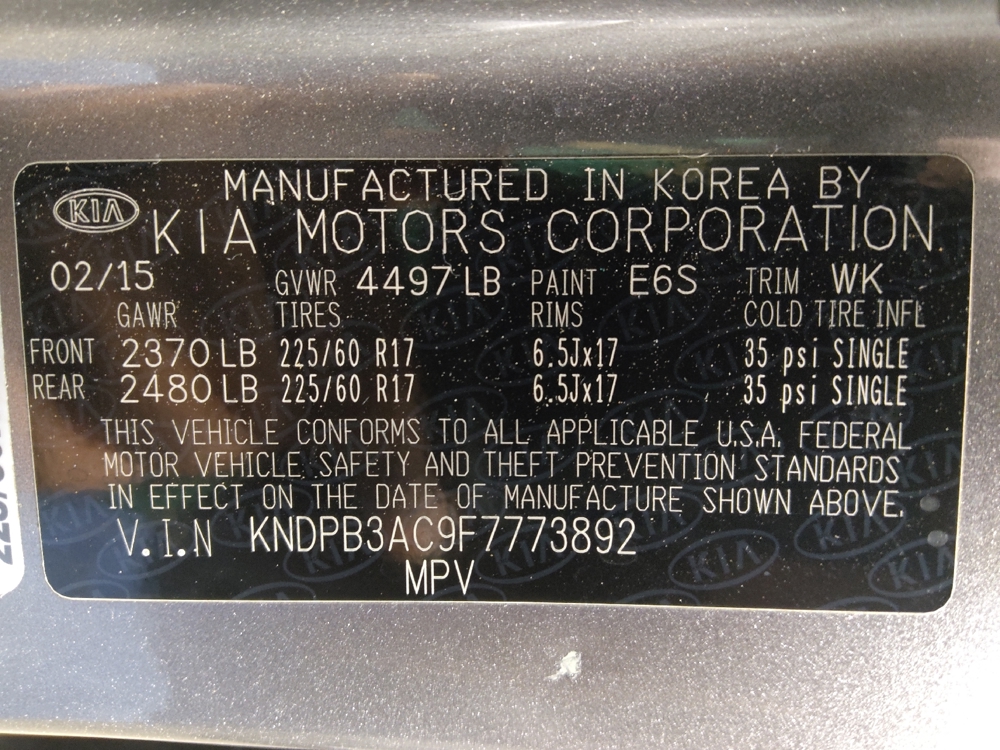 MANUFACTURED IN KOREA BY
KIA KIA MOTORS CORPORATION
02/15 GVWR 4497 LB PAINT E6S TRIM WK
GAWR TIRES RIMS COLD TIRE INFL
FRONT 2370 LB 225/60 R17 6.5Jx17 35 psi SINGLE
REAR 2480 LB 225/60 R17 6.5Jx17 35 psi SINGLE
THIS VEHICLE CONFORMS TO ALL APPLICABLE U.S.A. FEDERAL
MOTOR VEHICLE SAFETY AND THEFT PREVENTION STANDARDS
IN EFFECT ON THE DATE OF MANUFACTURE SHOWN ABOVE.
V.I.N KNDPB3AC9F7773892
MPV